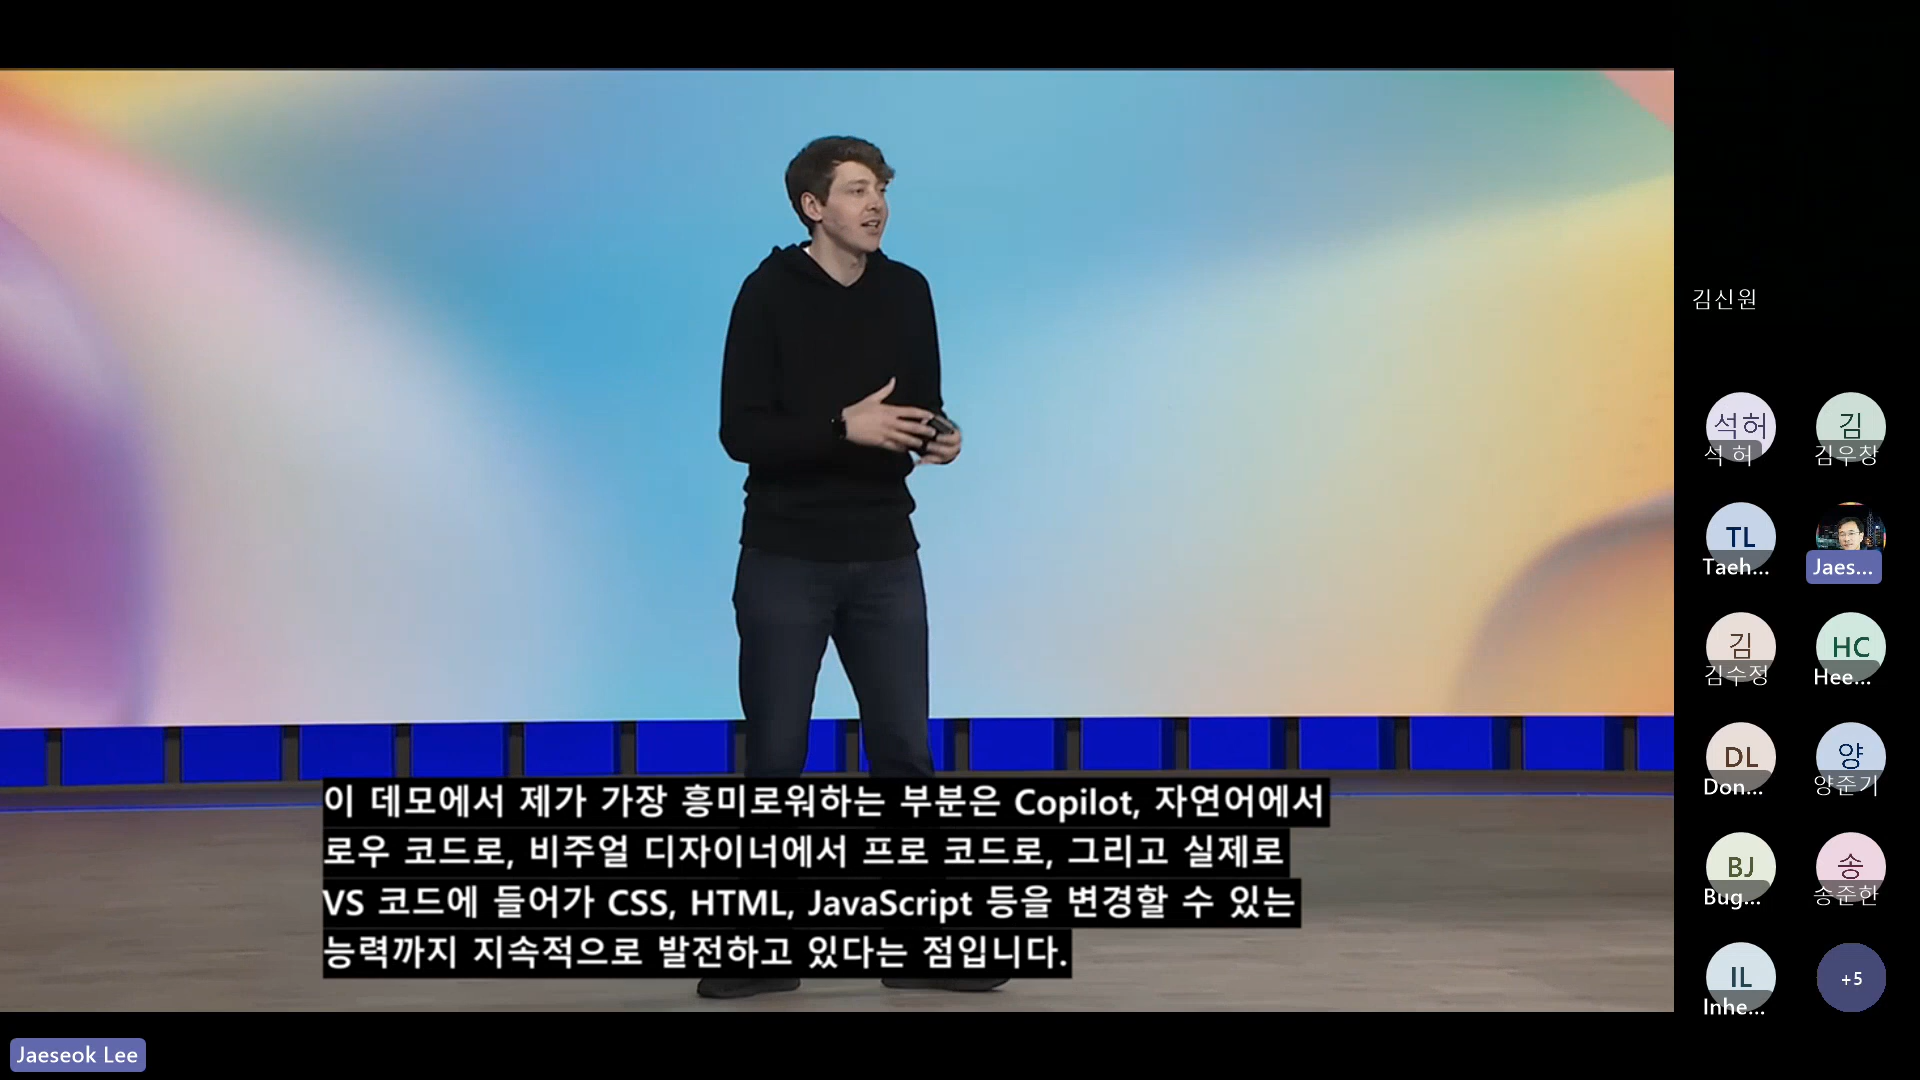 이 데모에서 제가 가장 흥미로워하는 부분은 Copilot, 자연어에서
로우 코드로, 비주얼 디자이너에서 프로 코드로, 그리고 실제로
VS 코드에 들어가 CSS, HTML, JavaScript 등을 변경할 수 있는
능력까지 지속적으로 발전하고 있다는 점입니다.
Jaeseok Lee
김신원
석허
석 허
김
김우창
TL
Taeh...
Jaes...
김
김수정
HC
Hee...
DL
Don...
양
양준기
BJ
Bug...
송
송준한
IL
Inhe...
+5